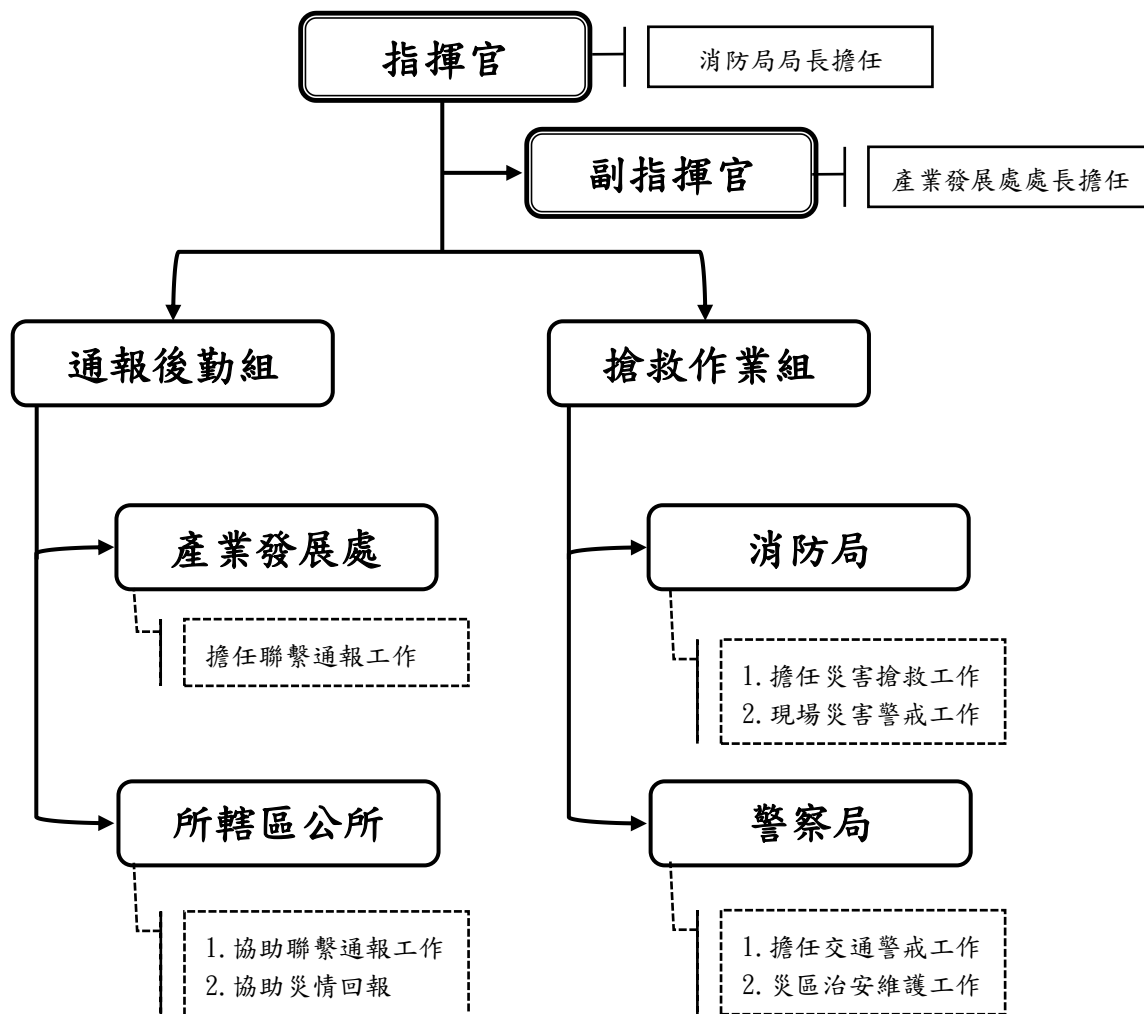 指揮官
消防局局長擔任
副指揮官
產業發展處處長擔任
通報後勤組
搶救作業組
產業發展處
消防局
擔任聯繫通報工作
1.擔任災害搶救工作
2.現場災害警戒工作
所轄區公所
警察局
1.協助聯繫通報工作
2.協助災情回報
1.擔任交通警戒工作
2.災區治安維護工作